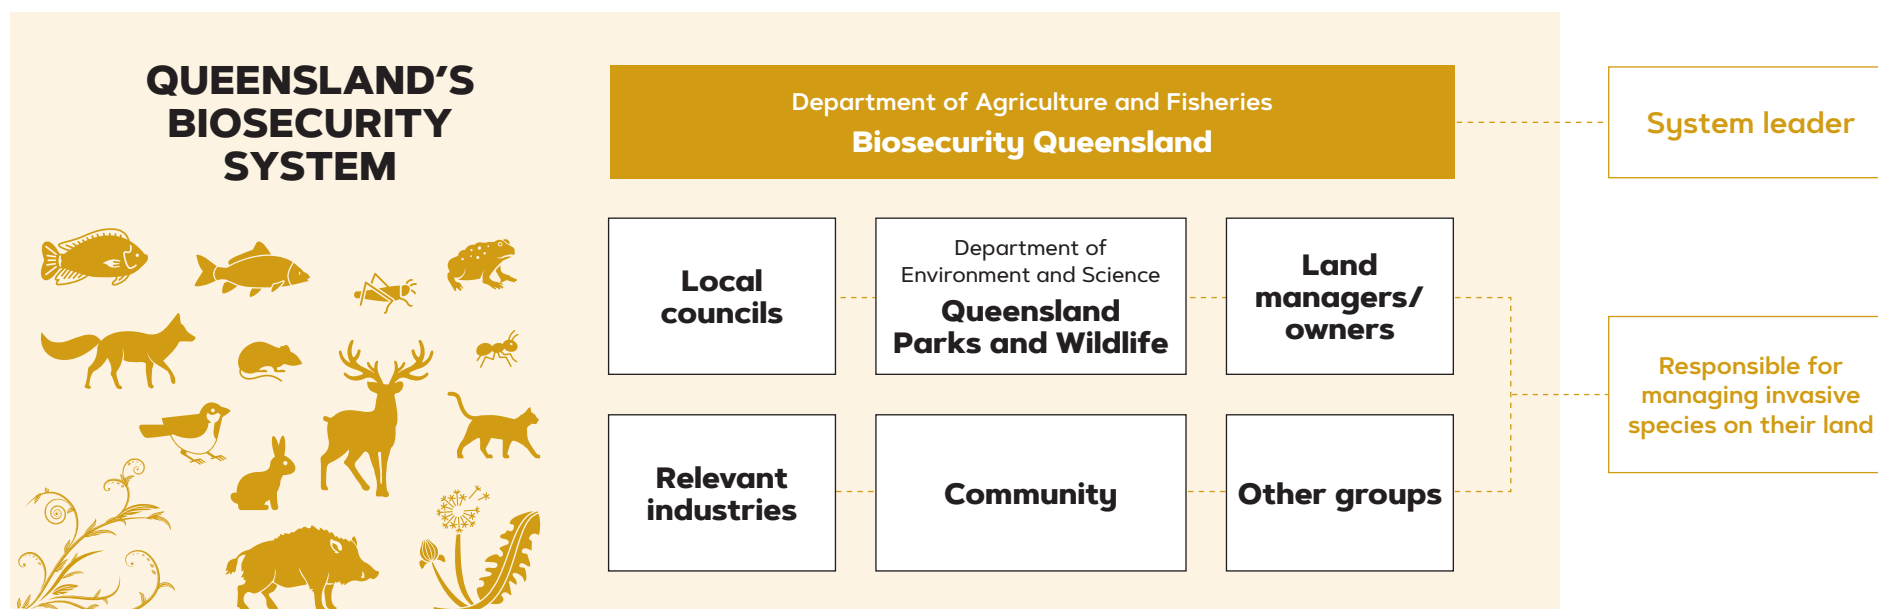 QUEENSLAND'S
BIOSECURITY
SYSTEM
Department of Agriculture and Fisheries
Biosecurity Queensland
System leader
Local
councils
Department of
Environment and Science
Queensland
Parks and Wildlife
Land
managers/
owners
Responsible for
managing invasive
species on their land
Relevant
industries
Community
Other groups